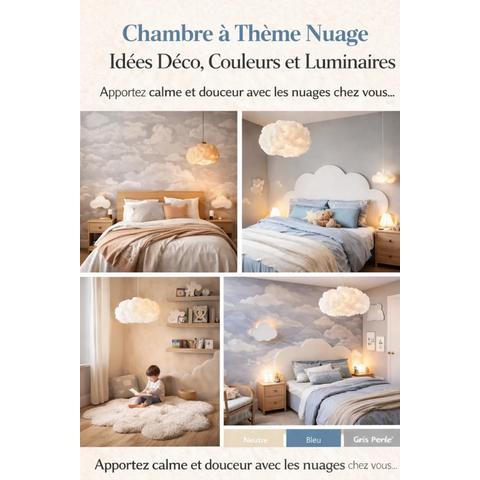 Chambre à Thème Nuage
Idées Déco, Couleurs et Luminaires
Apportez calme et douceur avec les nuages chez vous...
Neutre Bleu Gris Perle'
Apportez calme et douceur avec les nuages chez vous...